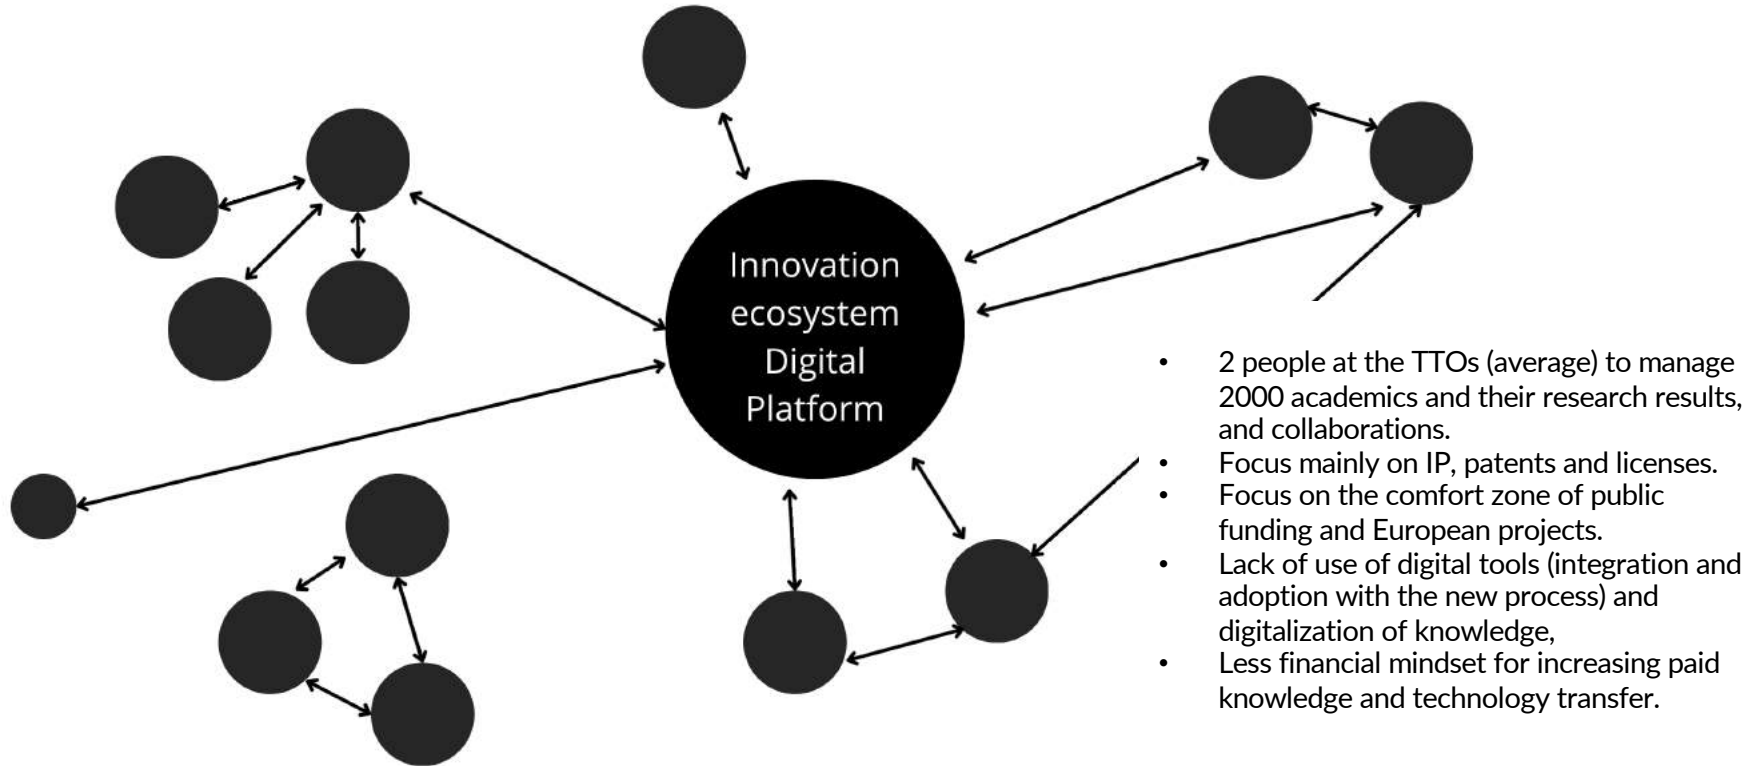 Innovation
ecosystem
Digital
Platform
• 2 people at the TTOs (average) to manage
2000 academics and their research results,
and collaborations.
• Focus mainly on IP, patents and licenses.
• Focus on the comfort zone of public
funding and European projects.
• Lack of use of digital tools (integration and
adoption with the new process) and
digitalization of knowledge,
• Less financial mindset for increasing paid
knowledge and technology transfer.